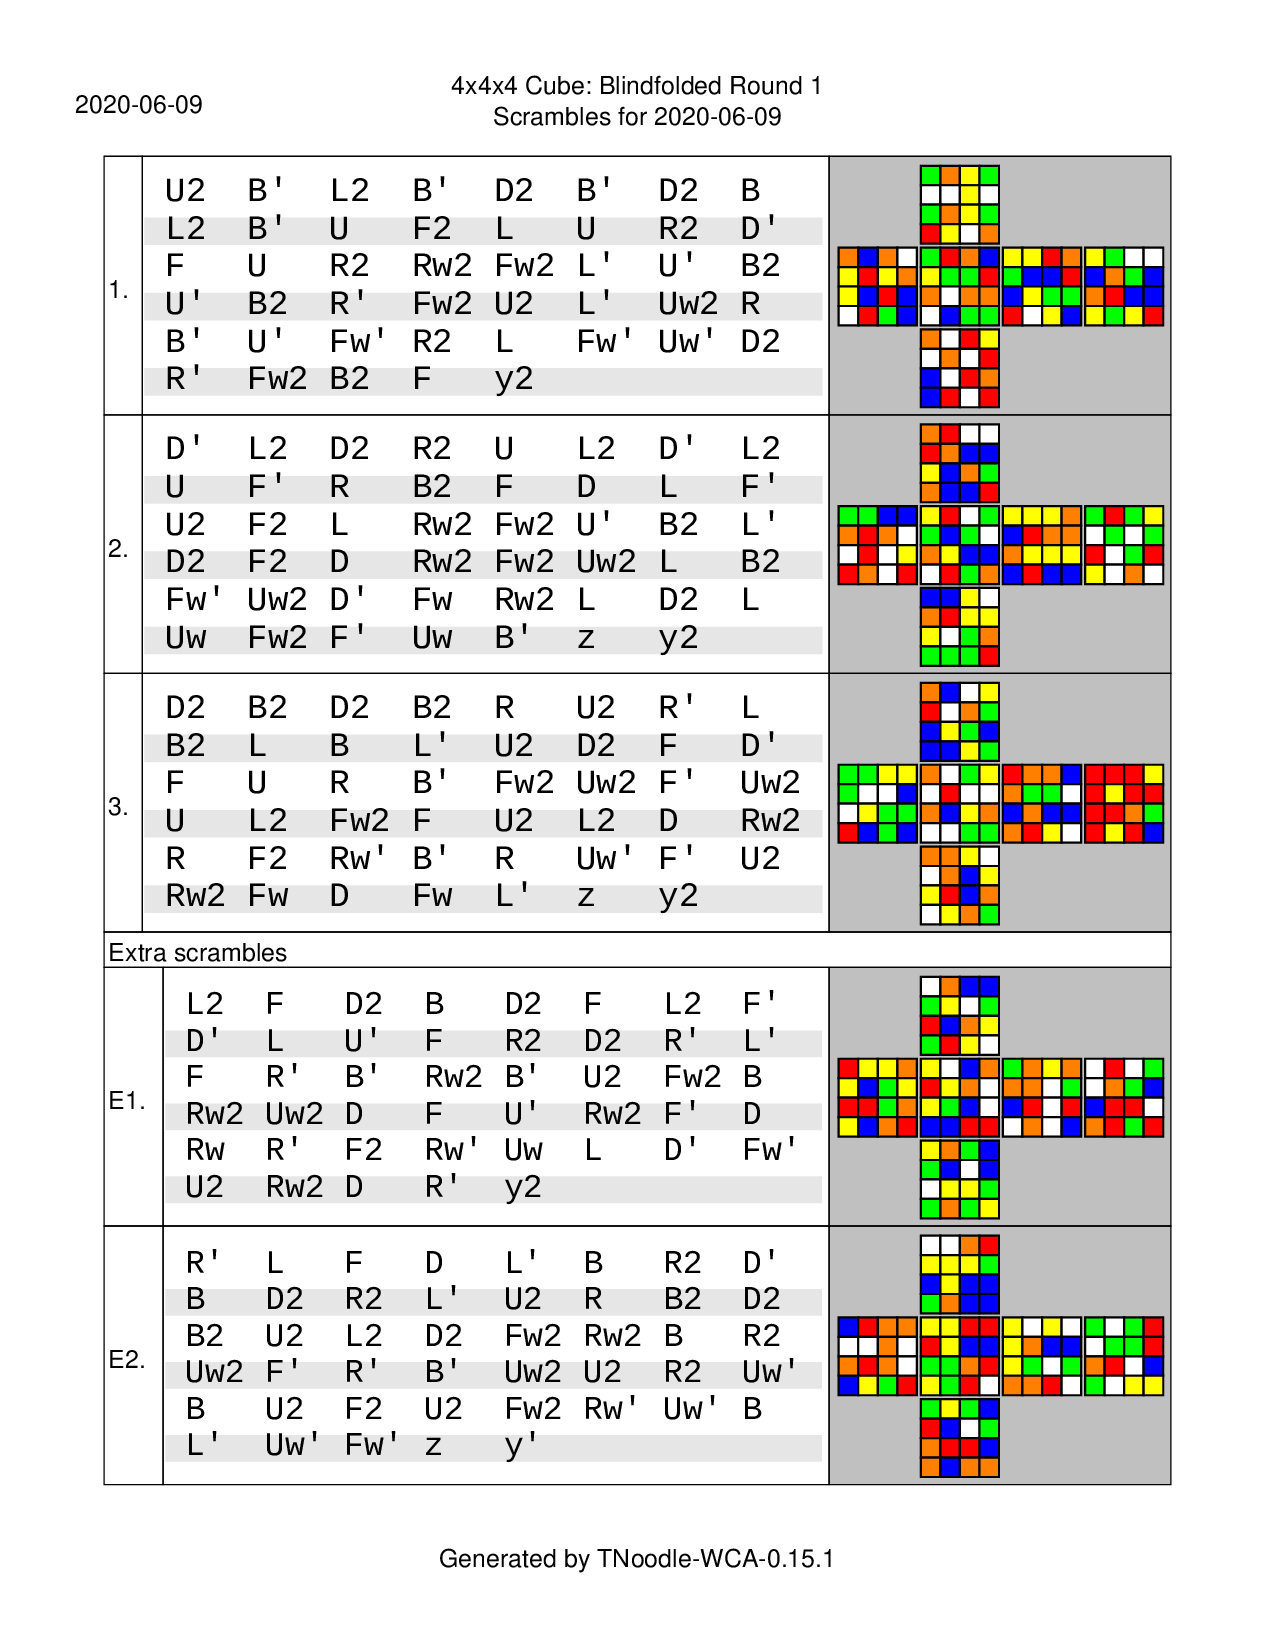 4x4x4 Cube: Blindfolded Round 1
2020-06-09
Scrambles for 2020-06-09
1.
U2 B' L2 B' D2 B' D2 B
L2 B' U F2 L U R2 D'
F U R2 Rw2 Fw2 L' U' B2
U' B2 R' Fw2 U2 L' Uw2 R
B' U' Fw' R2 L Fw' Uw' D2
R' Fw2 B2 F y2
2.
D' L2 D2 R2 U L2 D' L2
U F' R B2 F D L F'
U2 F2 L Rw2 Fw2 U' B2 L'
D2 F2 D Rw2 Fw2 Uw2 L B2
Fw' Uw2 D' Fw Rw2 L D2 L
Uw Fw2 F' Uw B' z y2
3.
D2 B2 D2 B2 R U2 R' L
B2 L B L' U2 D2 F D'
F U R B' Fw2 Uw2 F' Uw2
U L2 Fw2 F U2 L2 D Rw2
R F2 Rw' B' R Uw' F' U2
Rw2 Fw D Fw L' z y2
Extra scrambles
E1.
L2 F D2 B D2 F L2 F'
D' L U' F R2 D2 R' L'
F R' B' Rw2 B' U2 Fw2 B
Rw2 Uw2 D F U' Rw2 F' D
Rw R' F2 Rw' Uw L D' Fw'
U2 Rw2 D R' y2
E2.
R' L F D L' B R2 D'
B D2 R2 L' U2 R B2 D2
B2 U2 L2 D2 Fw2 Rw2 B R2
Uw2 F' R' B' Uw2 U2 R2 Uw'
B U2 F2 U2 Fw2 Rw' Uw' B
L' Uw' Fw' z y'
Generated by TNoodle-WCA-0.15.1